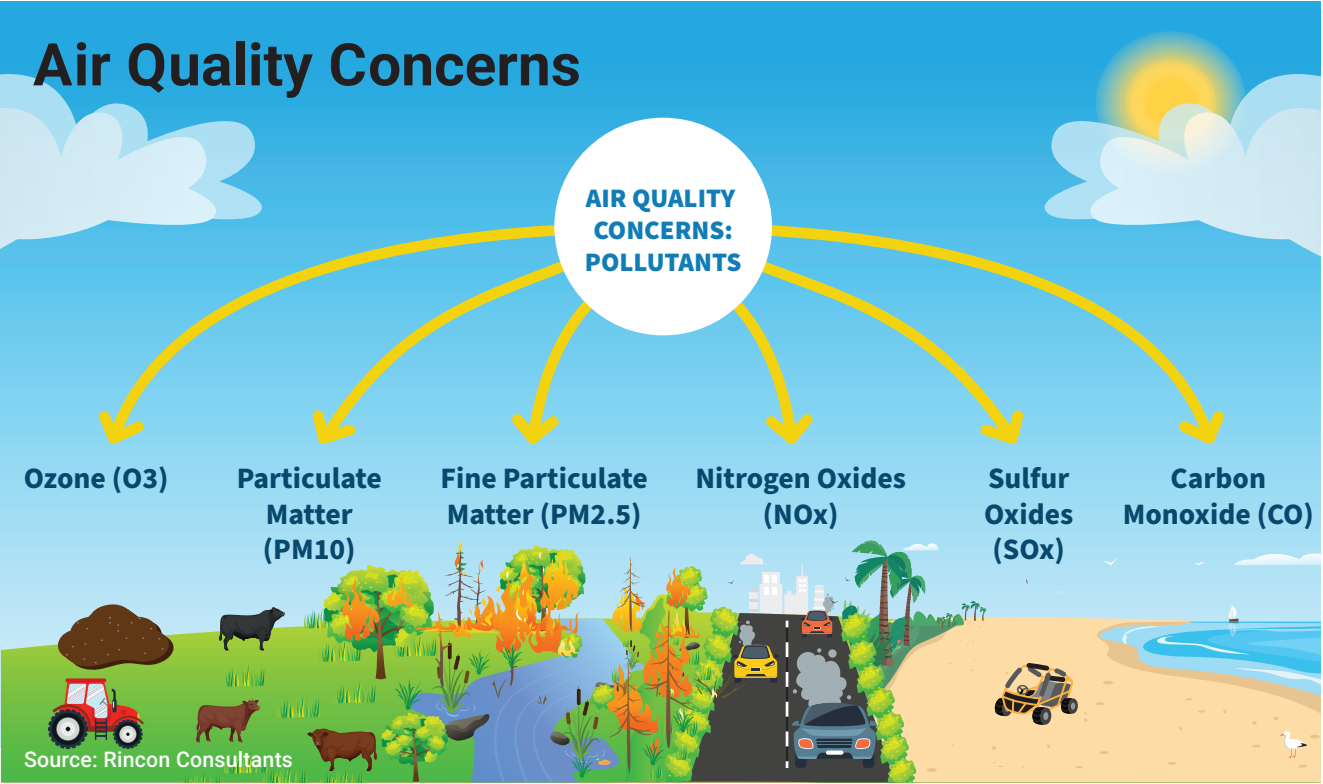 Air Quality Concerns
AIR QUALITY
CONCERNS:
POLLUTANTS
Ozone (O3)
Particulate
Matter
(PM10)
Fine Particulate
Matter (PM2.5)
Nitrogen Oxides
(NOx)
Sulfur
Oxides
(SOx)
Carbon
Monoxide (CO)
Source: Rincon Consultants